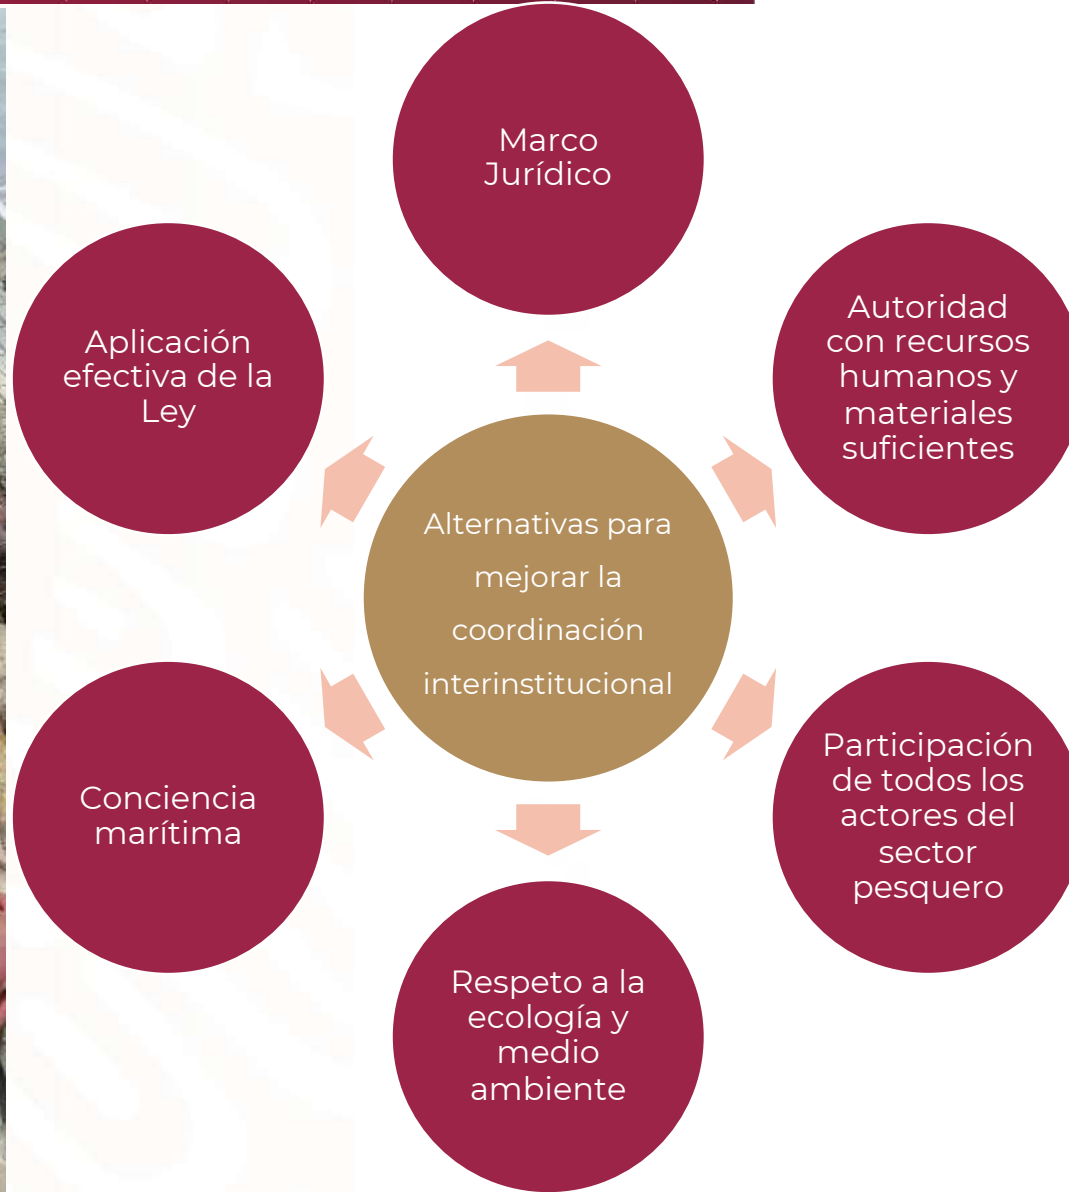 Marco
Jurídico
Autoridad
con recursos
humanos y
materiales
suficientes
Participación
de todos los
actores del
sector
pesquero
Respeto a la
ecología y
medio
ambiente
Conciencia
marítima
Aplicación
efectiva de la
Ley
Alternativas para
mejorar la
coordinación
interinstitucional